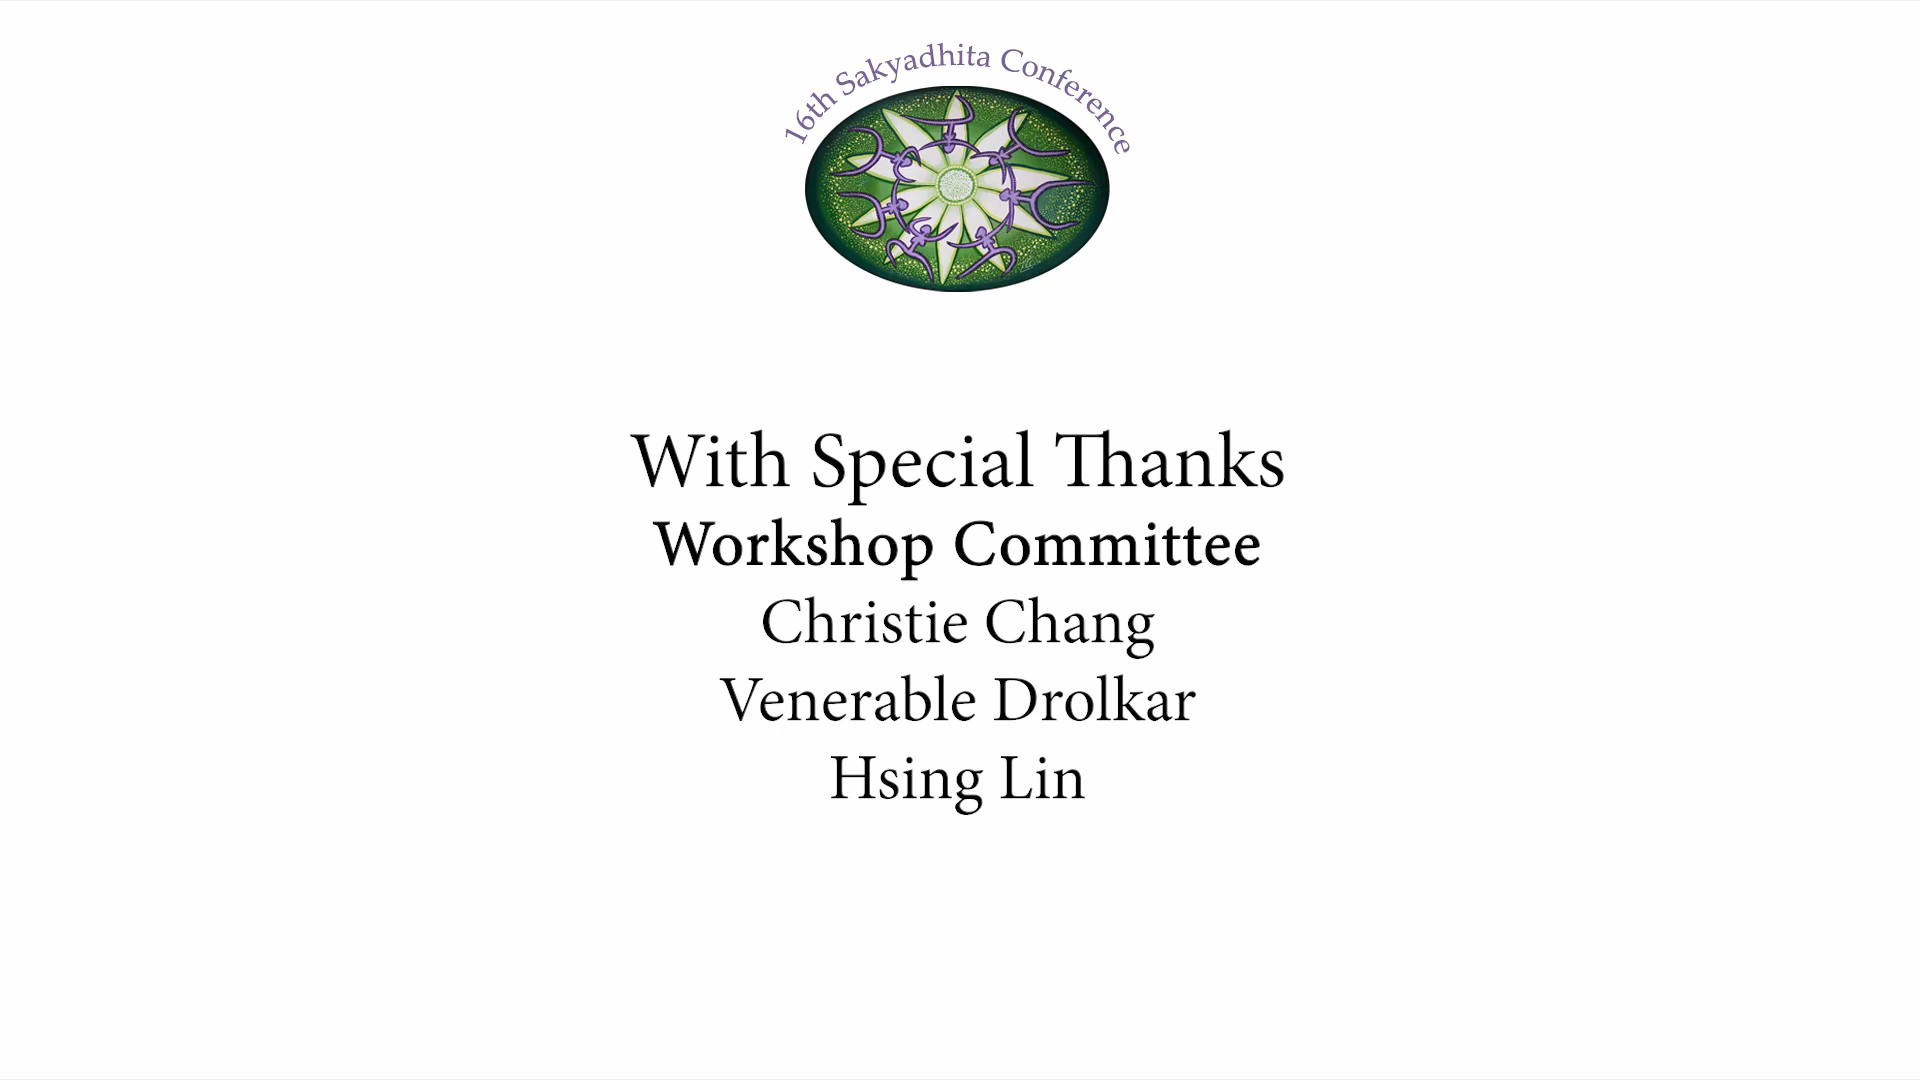 16th Sakyadhita Conference
With Special Thanks
Workshop Committee
Christie Chang
Venerable Drolkar
Hsing Lin